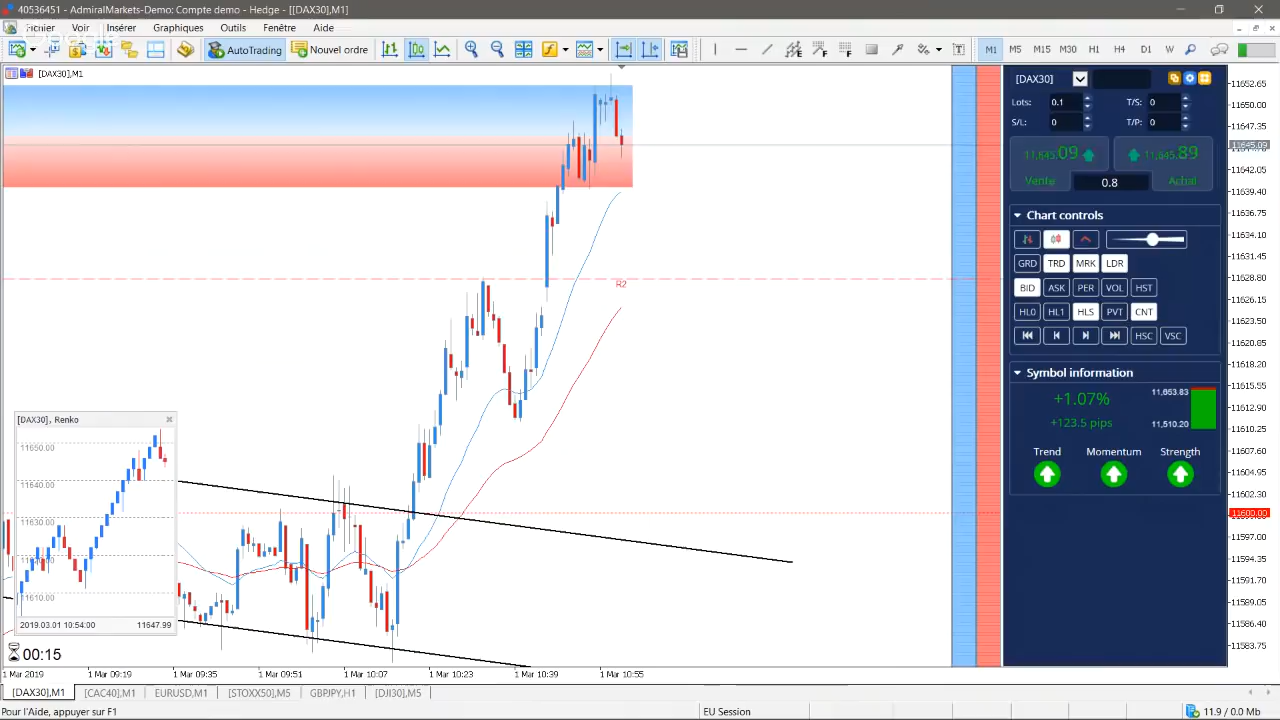 40536451 - AdmiralMarkets-Demo: Compte demo - Hedge - [[DAX30],M1]
Fichier Voir Insérer Graphiques Outils Fenêtre Aide
AutoTrading Nouvel ordre M1 M5 M15 M30 H1 H4 D1 W
[DAX30],M1
R2
[DAX30], Renko
11650.00
11640.00
11630.00
11610.00
2019.03.01 10:54:00 11647.99
00:15
1 Mar 2019 1 Mar 09:19 1 Mar 09:35 1 Mar 09:51 1 Mar 10:07 1 Mar 10:23 1 Mar 10:39 1 Mar 10:55
[DAX30]
Lots: 0.1 T/S: 0
S/L: 0 T/P: 0
11,645.09 11,645.89
Vente 0.8 Achat
Chart controls
GRD TRD MRK LDR
BID ASK PER VOL HST
HL0 HL1 HLS PVT CNT
HSC VSC
Symbol information
+1.07% 11,653.83
+123.5 pips 11,510.20
Trend Momentum Strength
11652.65
11650.00
11647.35
11645.09
11642.05
11639.40
11636.75
11634.10
11631.45
11628.80
11626.15
11623.50
11620.85
11618.20
11615.55
11612.90
11610.25
11607.60
11604.95
11602.30
11600.00
11597.00
11594.35
11591.70
11589.05
11586.40
11583.75
[DAX30],M1 [CAC40],M1 EURUSD,M1 [STOXX50],M5 GBPJPY,H1 [DJI30],M5
Pour l'Aide, appuyer sur F1 EU Session 11.9 / 0.0 Mb